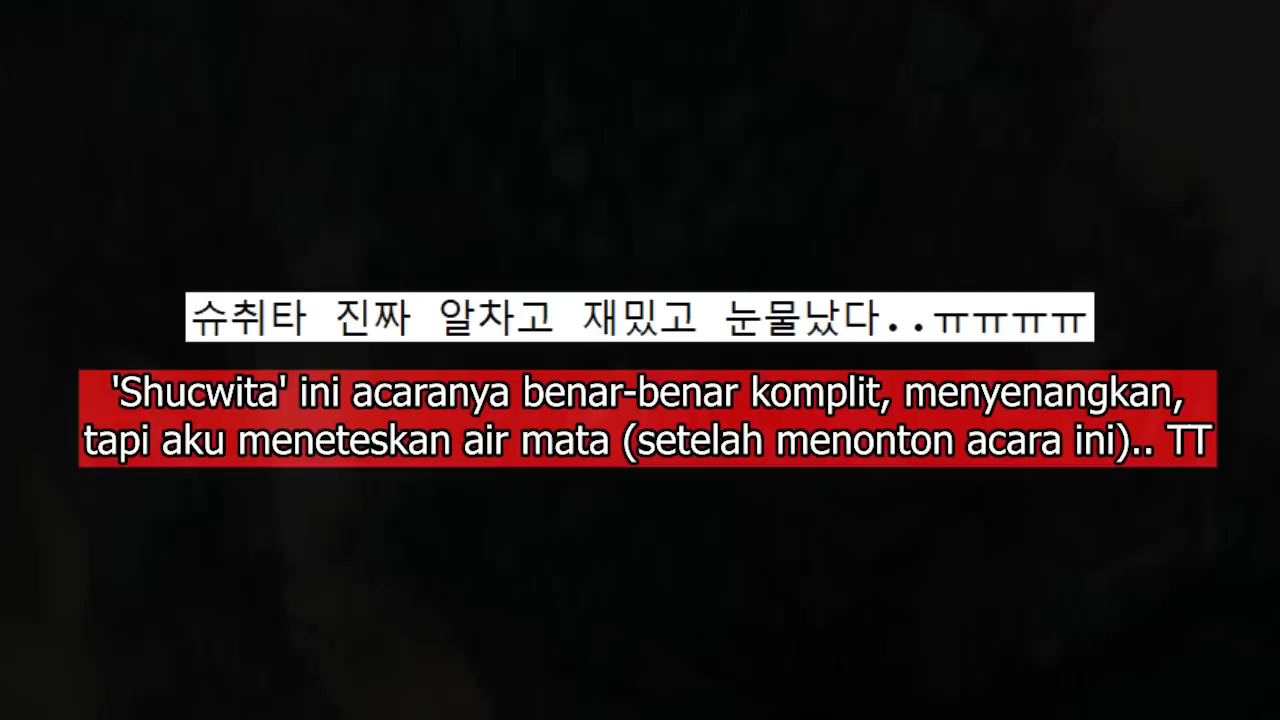 슈취타 진짜 알차고 재밌고 눈물났다..ㅠㅠㅠㅠ
'Shucwita' ini acaranya benar-benar komplit, menyenangkan,
tapi aku meneteskan air mata (setelah menonton acara ini).. TT